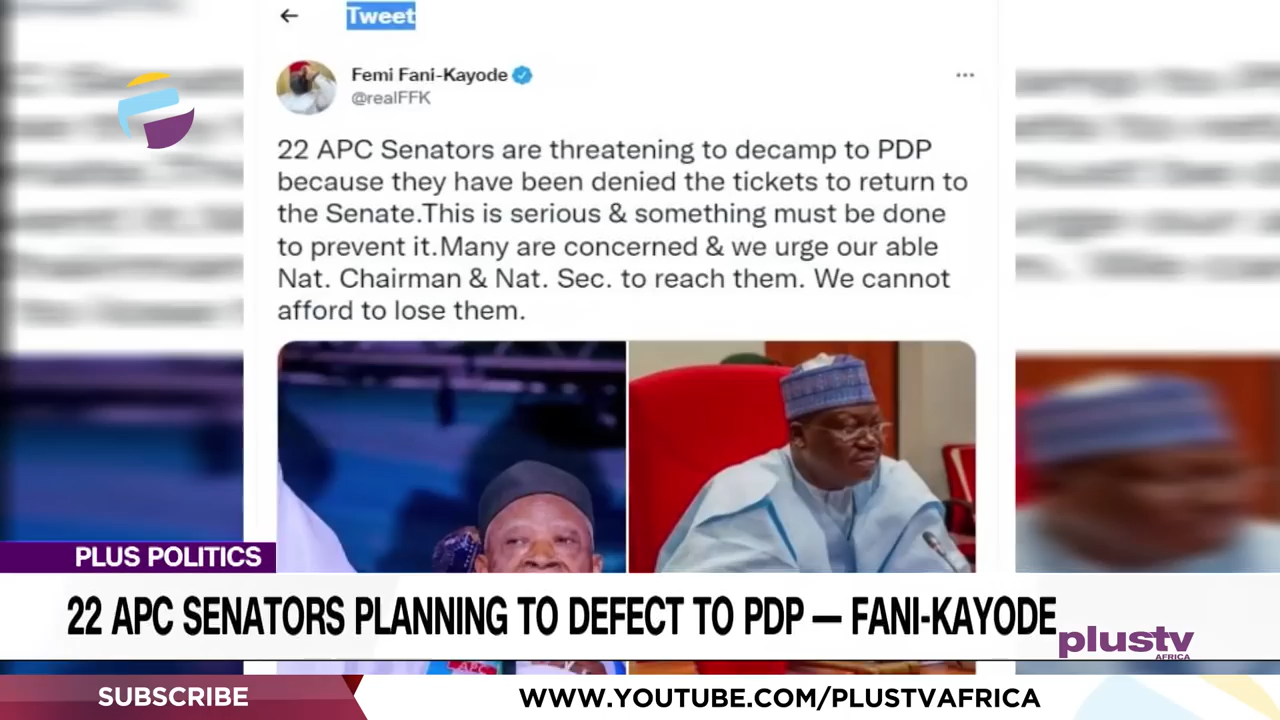 Tweet
Femi Fani-Kayode
@realFFK
22 APC Senators are threatening to decamp to PDP
because they have been denied the tickets to return to
the Senate.This is serious & something must be done
to prevent it.Many are concerned & we urge our able
Nat. Chairman & Nat. Sec. to reach them. We cannot
afford to lose them.
PLUS POLITICS
22 APC SENATORS PLANNING TO DEFECT TO PDP — FANI-KAYODE
plustv
AFRICA
APC
SUBSCRIBE
WWW.YOUTUBE.COM/PLUSTVAFRICA